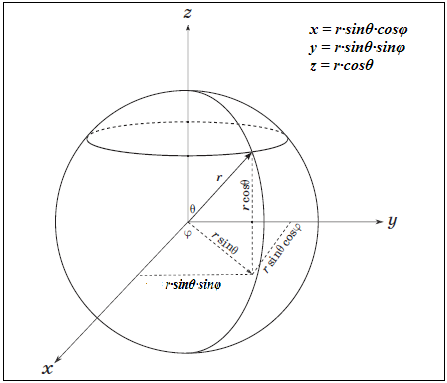 z
x = r·sinθ·cosφ
y = r·sinθ·sinφ
z = r·cosθ
r
θ
r cosθ
y
φ
r sinθ
r sinθ cosφ
r·sinθ·sinφ
x